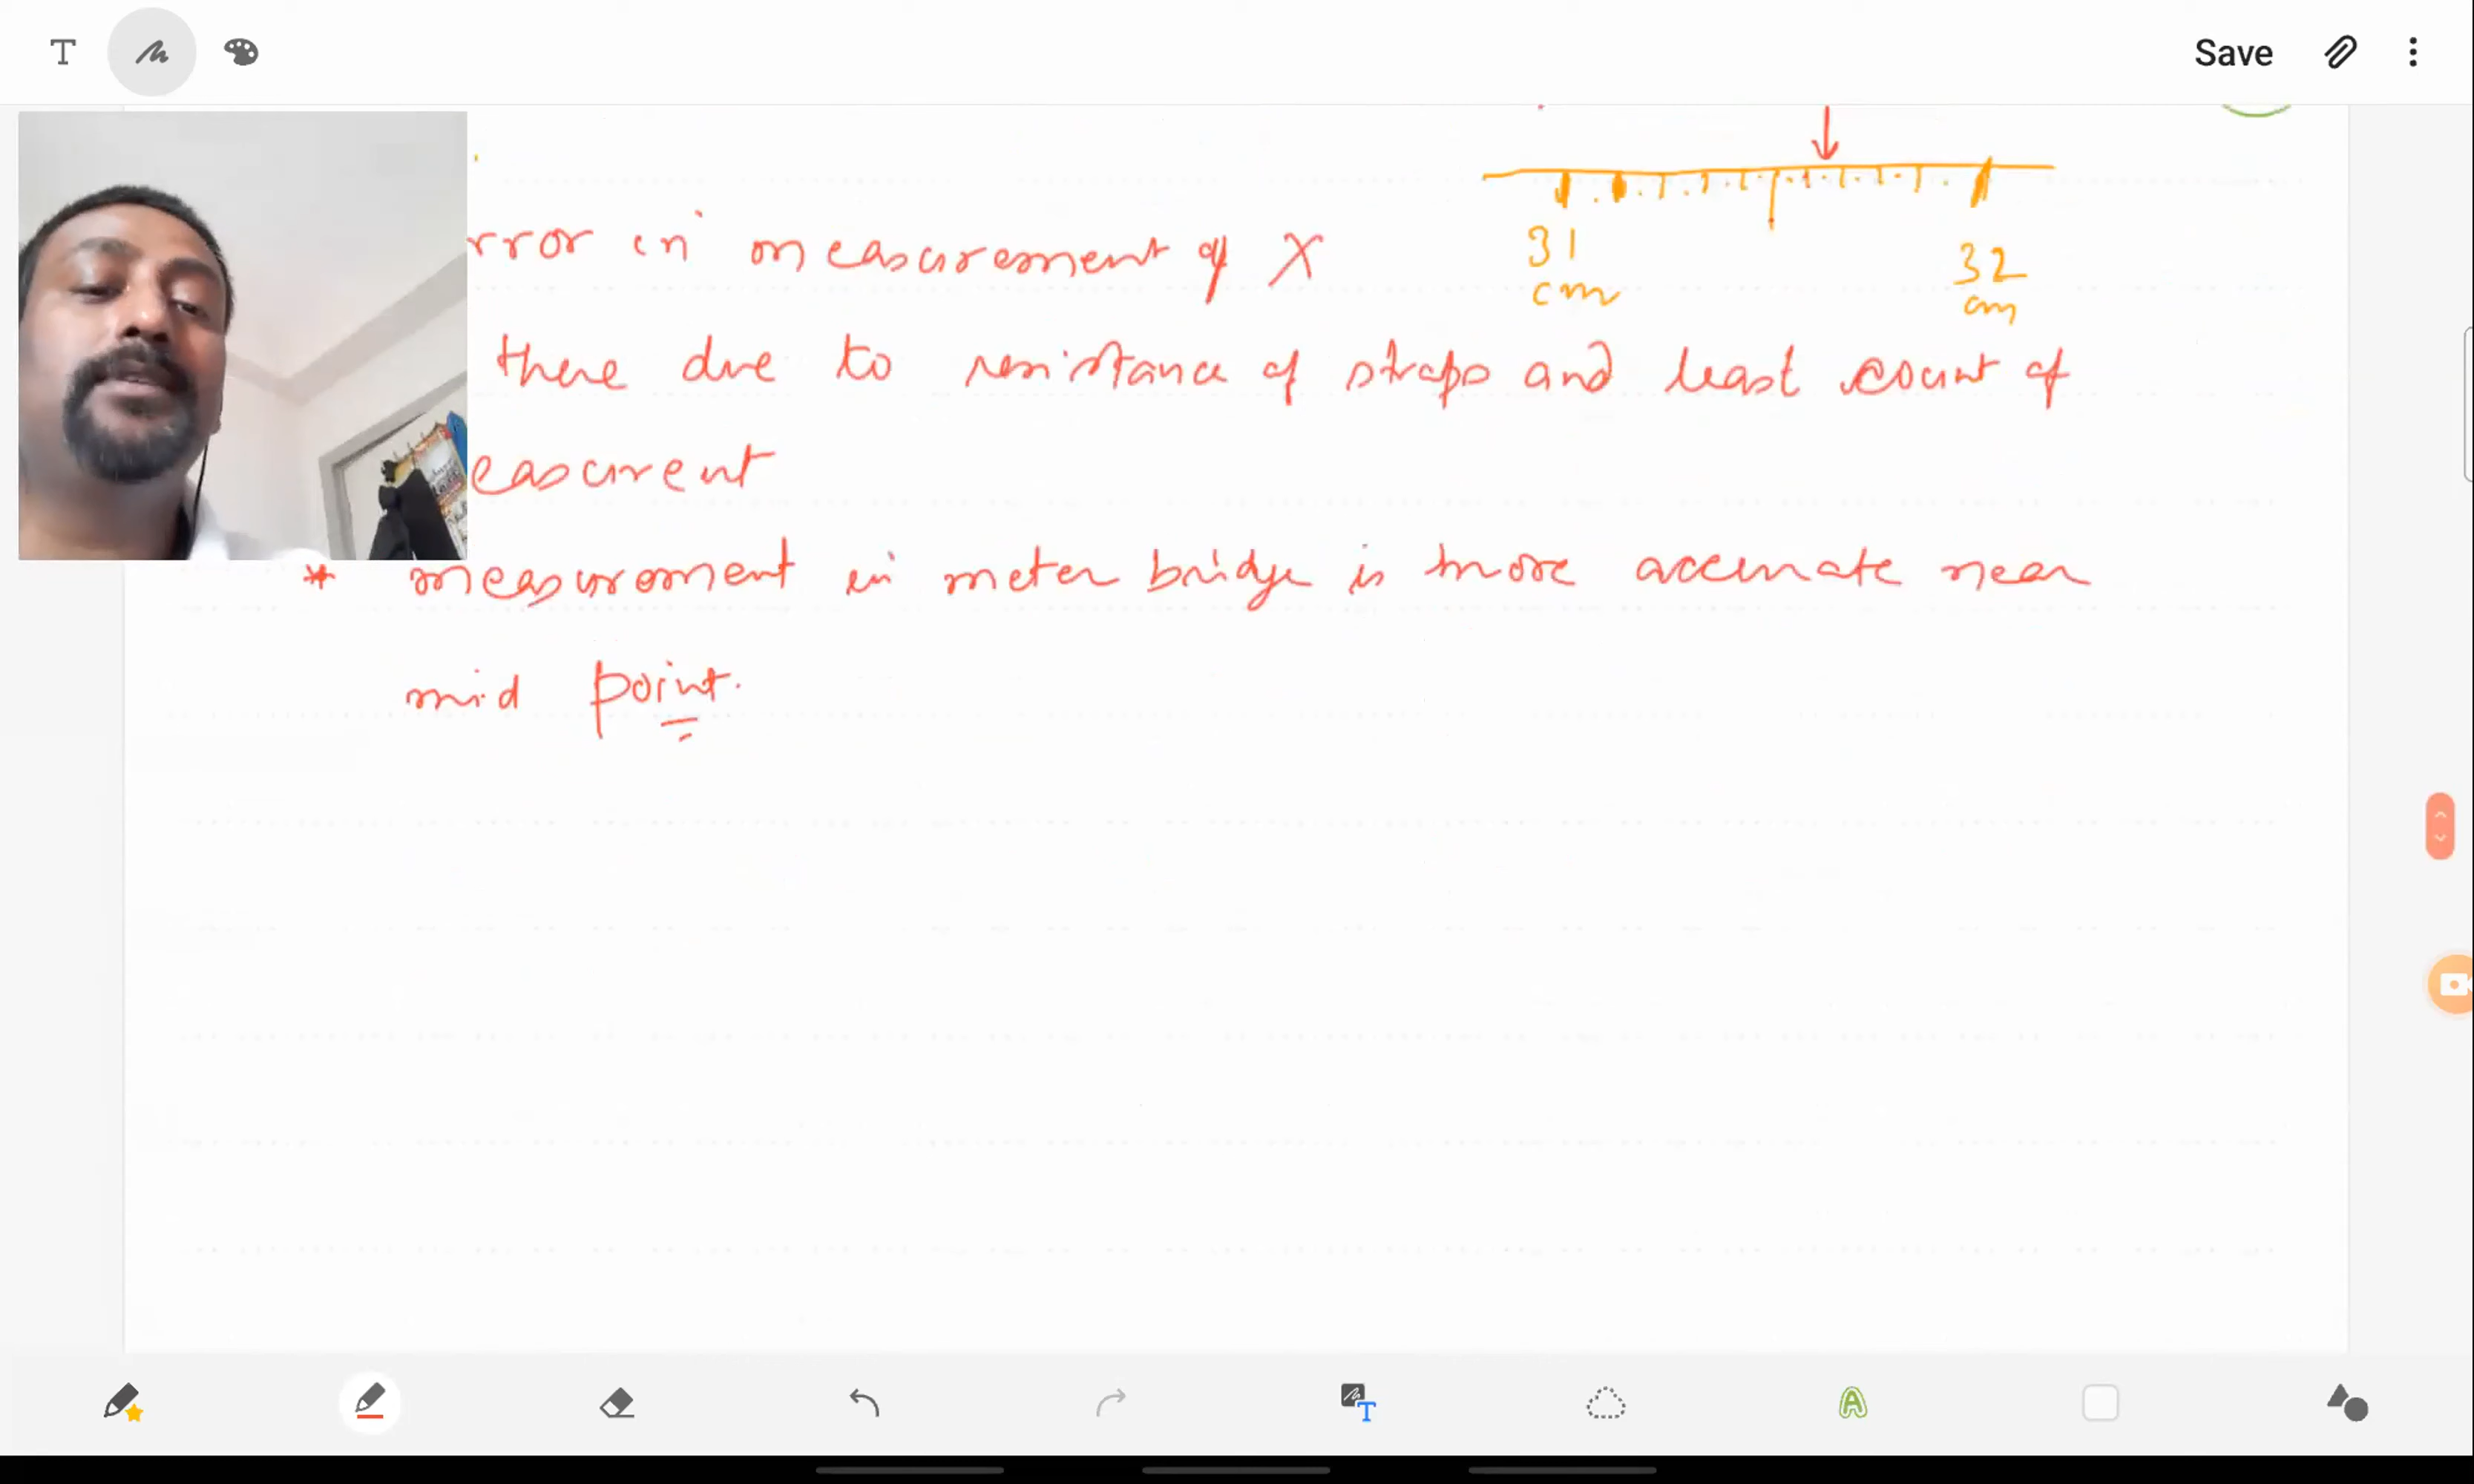 Save
rror in measurement of X
31
cm
32
cm
there due to resistance of straps and least count of
easurent
* measurement in meter bridge is more accurate near
mid point.